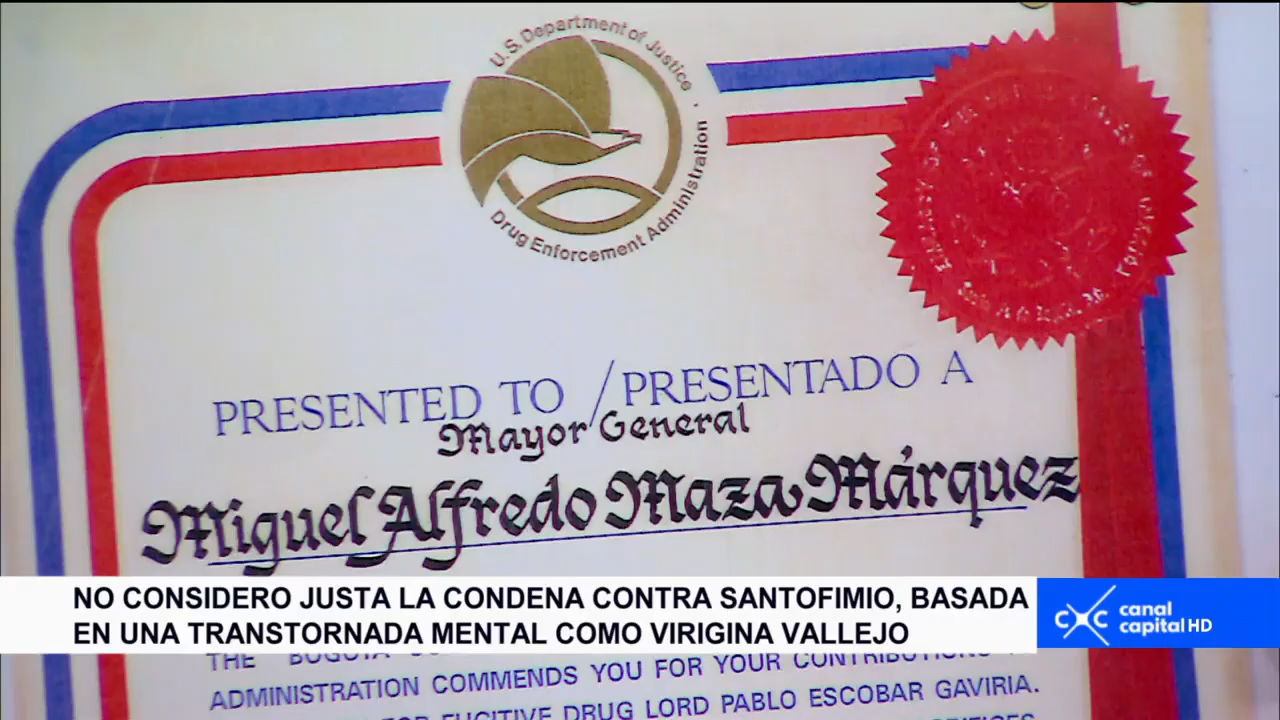 U.S. Department of Justice
Drug Enforcement Administration
PRESENTED TO / PRESENTADO A
Mayor General
Miguel Alfredo Maza Márquez
NO CONSIDERO JUSTA LA CONDENA CONTRA SANTOFIMIO, BASADA
EN UNA TRANSTORNADA MENTAL COMO VIRIGINA VALLEJO
canal
capital HD
THE BOGOTA
ADMINISTRATION COMMENDS YOU FOR YOUR CONTRIBUTIONS
FUGITIVE DRUG LORD PABLO ESCOBAR GAVIRIA.